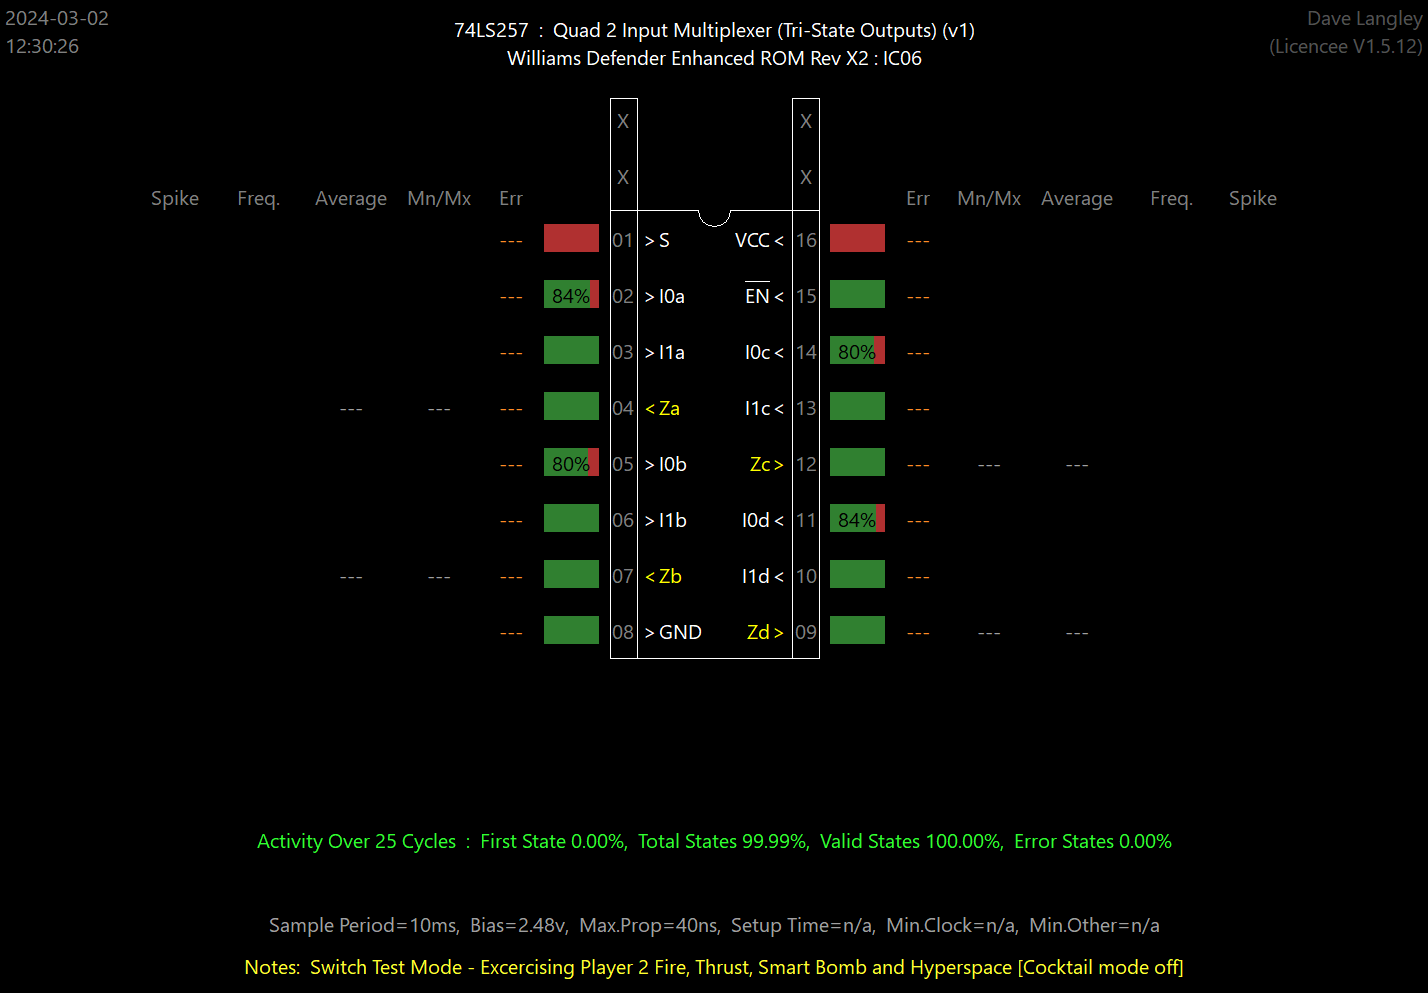 2024-03-02
12:30:26
74LS257 : Quad 2 Input Multiplexer (Tri-State Outputs) (v1)
Williams Defender Enhanced ROM Rev X2 : IC06
Dave Langley
(Licencee V1.5.12)
X X
X X
Spike Freq. Average Mn/Mx Err Err Mn/Mx Average Freq. Spike
--- 01 > S VCC < 16 ---
--- 84% 02 > I0a EN < 15 ---
--- 03 > I1a I0c < 14 80% ---
--- --- --- 04 < Za I1c < 13 ---
--- 80% 05 > I0b Zc > 12 --- --- ---
--- 06 > I1b I0d < 11 84% ---
--- --- --- 07 < Zb I1d < 10 ---
--- 08 > GND Zd > 09 --- --- ---
Activity Over 25 Cycles : First State 0.00%, Total States 99.99%, Valid States 100.00%, Error States 0.00%
Sample Period=10ms, Bias=2.48v, Max.Prop=40ns, Setup Time=n/a, Min.Clock=n/a, Min.Other=n/a
Notes: Switch Test Mode - Excercising Player 2 Fire, Thrust, Smart Bomb and Hyperspace [Cocktail mode off]